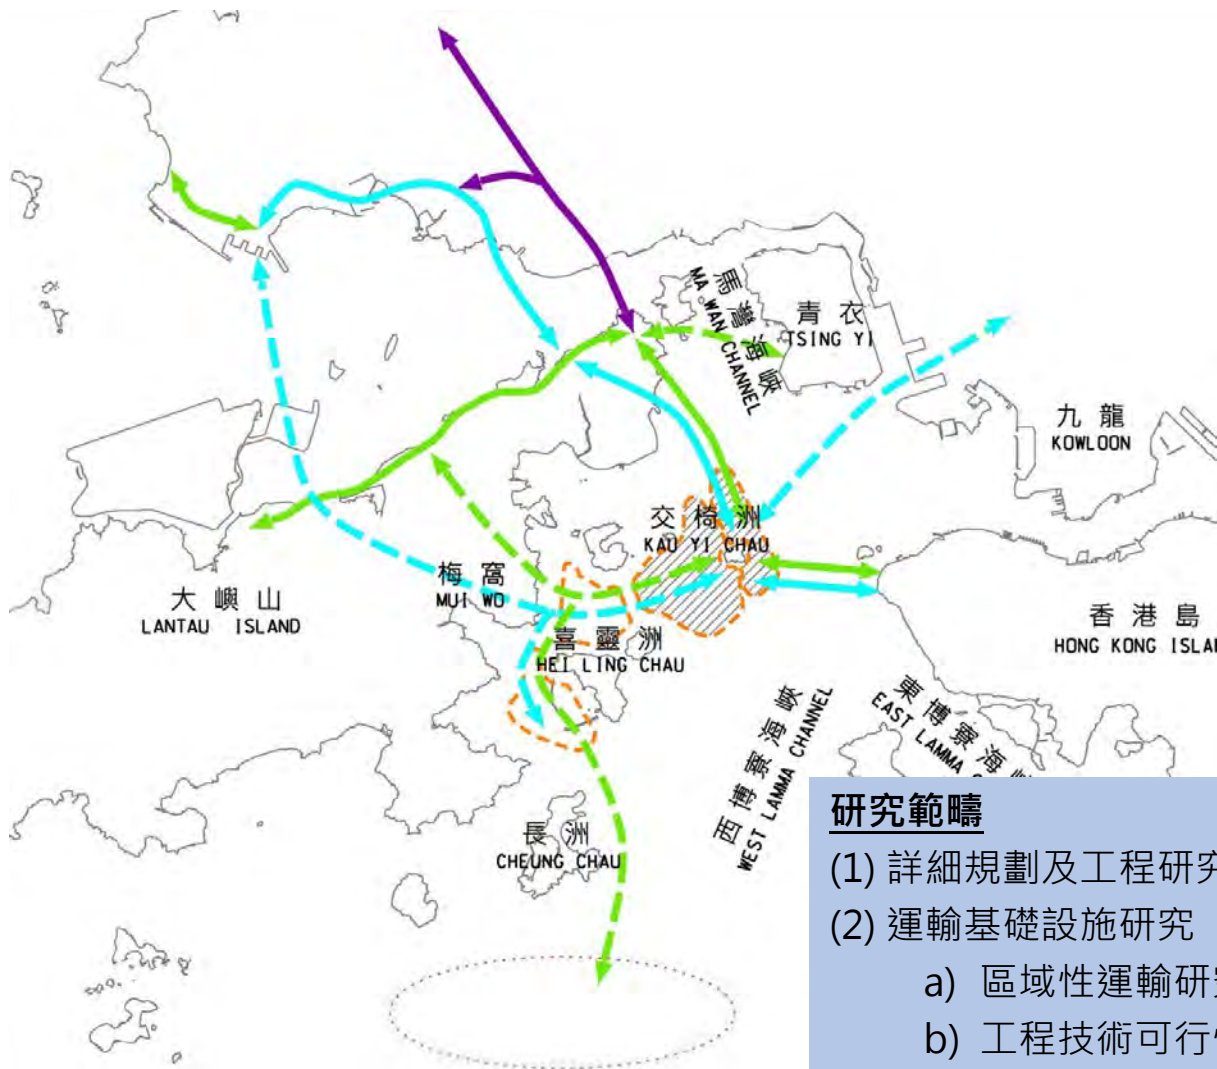 馬灣海峽
MA WAN CHANNEL
青衣
TSING YI
九龍
KOWLOON
交椅洲
KAU YI CHAU
梅窩
MUI WO
大嶼山
LANTAU ISLAND
香港島
HONG KONG ISLA
喜靈洲
HEI LING CHAU
東博寮海
EAST LAMMA
西博寮海峽
WEST LAMMA CHANNEL
長洲
CHEUNG CHAU
研究範疇
(1) 詳細規劃及工程研究
(2) 運輸基礎設施研究
a) 區域性運輸研
b) 工程技術可行